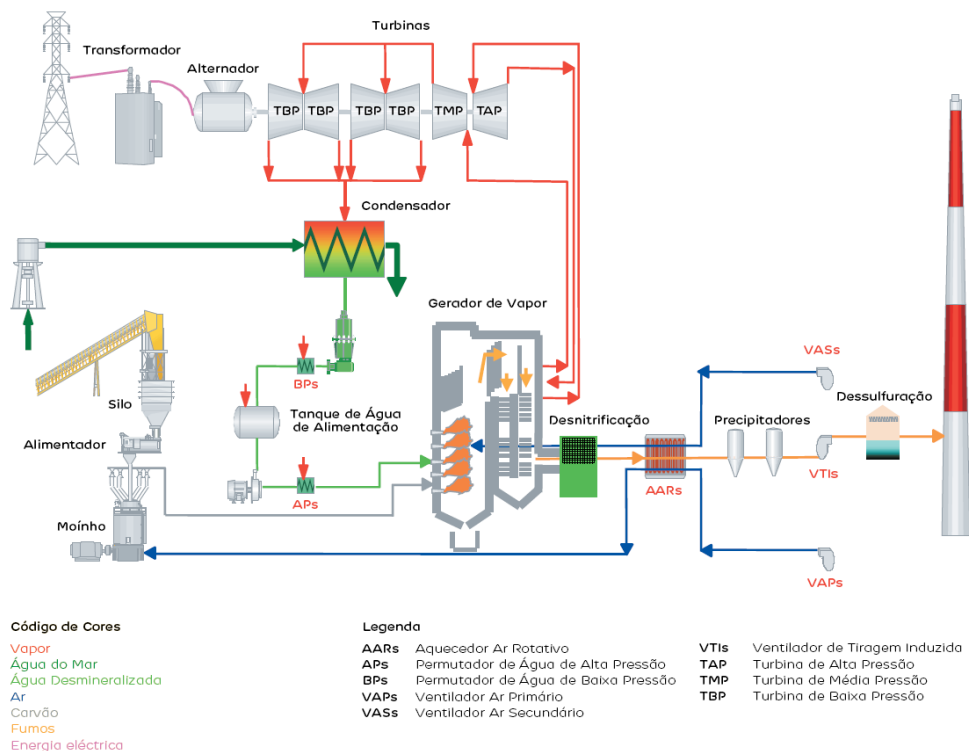 Turbinas
Transformador
Alternador
TBP TBP TBP TBP TMP TAP
Condensador
Gerador de Vapor
VASs
BPs
Silo
Tanque de Água
de Alimentação
Desnitrificação
Precipitadores
Dessulfuração
Alimentador
VTIs
AARs
APs
Moínho
VAPs
Código de Cores
Vapor
Água do Mar
Água Desmineralizada
Ar
Carvão
Fumos
Energia eléctrica
Legenda
AARs Aquecedor Ar Rotativo
APs Permutador de Água de Alta Pressão
BPs Permutador de Água de Baixa Pressão
VAPs Ventilador Ar Primário
VASs Ventilador Ar Secundário
VTIs Ventilador de Tiragem Induzida
TAP Turbina de Alta Pressão
TMP Turbina de Média Pressão
TBP Turbina de Baixa Pressão